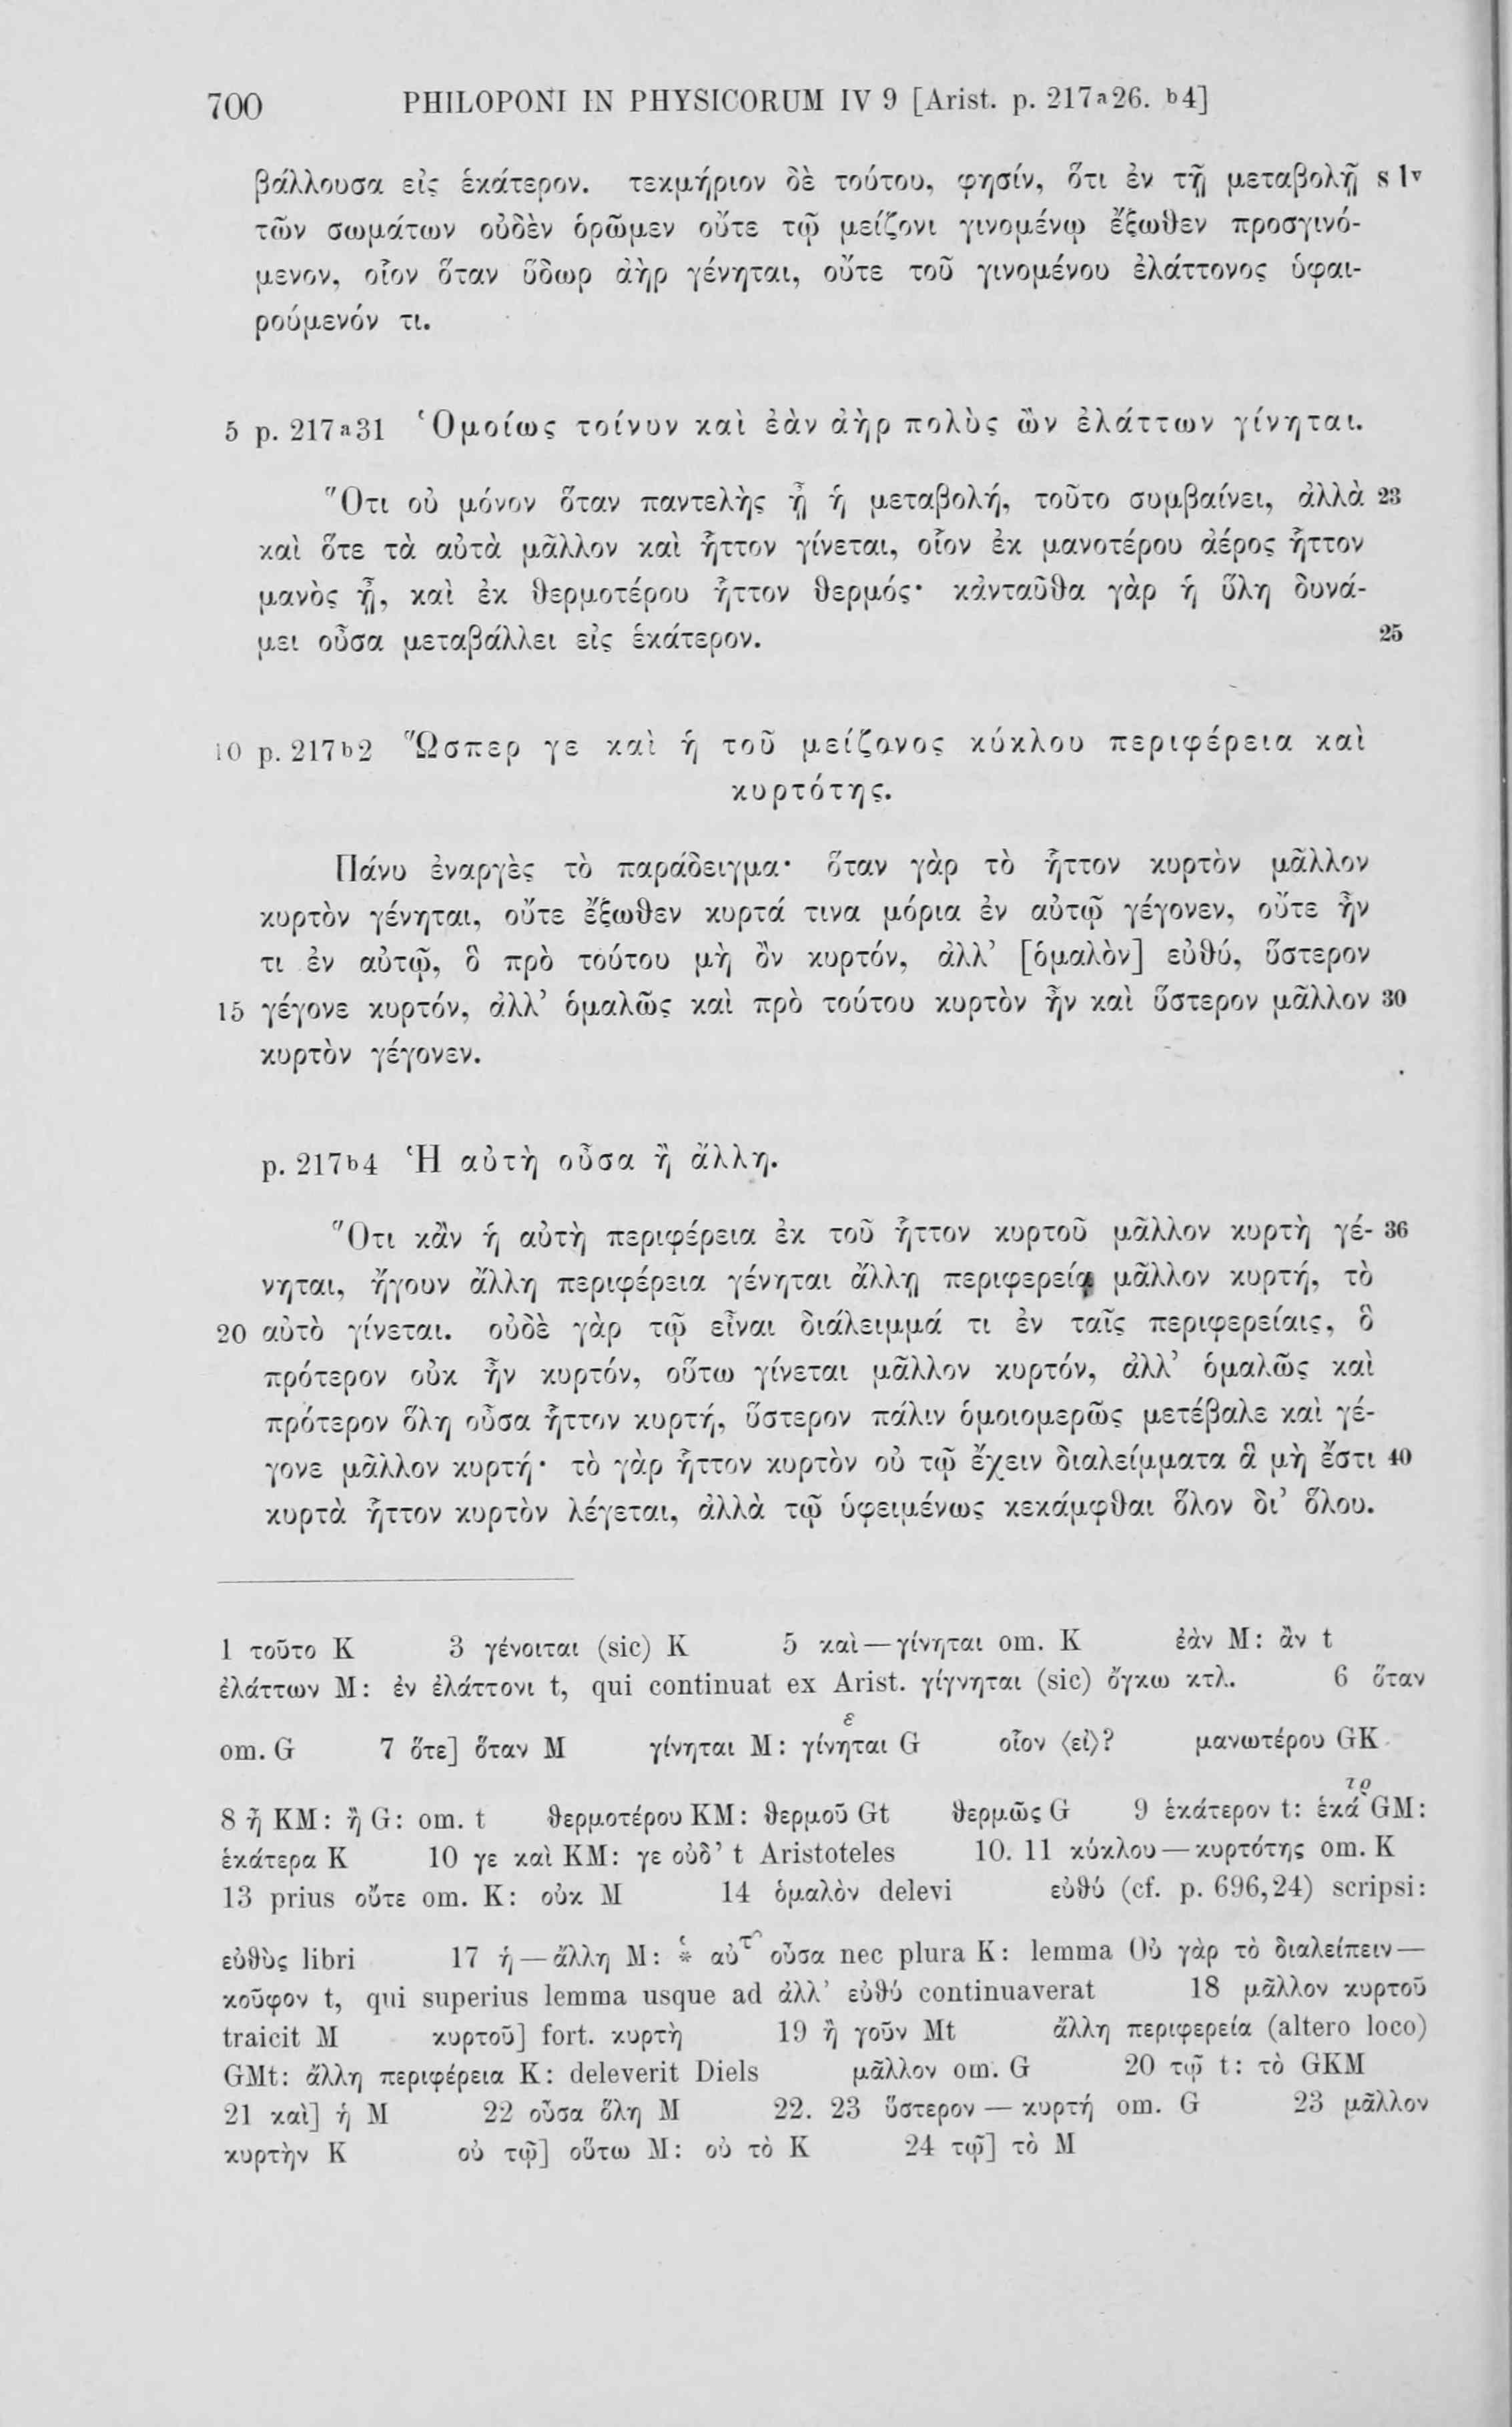 700 PHILOPONI IN PHYSICORUM IV 9 [Arist. p. 217ᵃ26. ᵇ4]
βάλλουσα εἰς ἑκάτερον. τεκμήριον δὲ τούτου, φησίν, ὅτι ἐν τῇ μεταβολῇ s 1ᵛ
τῶν σωμάτων οὐδὲν ὁρῶμεν οὔτε τῷ μείζονι γινομένῳ ἔξωθεν προσγινό-
μενον, οἷον ὅταν ὕδωρ ἀὴρ γένηται, οὔτε τοῦ γινομένου ἐλάττονος ὑφαι-
ρούμενόν τι.
5 p. 217ᵃ31 Ὁμοίως τοίνυν καὶ ἐὰν ἀὴρ πολὺς ὢν ἐλάττων γίνηται.
Ὅτι οὐ μόνον ὅταν παντελὴς ᾖ ἡ μεταβολή, τοῦτο συμβαίνει, ἀλλὰ 23
καὶ ὅτε τὰ αὐτὰ μᾶλλον καὶ ἧττον γίνεται, οἷον ἐκ μανοτέρου ἀέρος ἧττον
μανὸς ᾖ, καὶ ἐκ θερμοτέρου ἧττον θερμός· κἀνταῦθα γὰρ ἡ ὕλη δυνά-
μει οὖσα μεταβάλλει εἰς ἑκάτερον. 25
10 p. 217ᵇ2 Ὥσπερ γε καὶ ἡ τοῦ μείζονος κύκλου περιφέρεια καὶ
κυρτότης.
Πάνυ ἐναργὲς τὸ παράδειγμα· ὅταν γὰρ τὸ ἧττον κυρτὸν μᾶλλον
κυρτὸν γένηται, οὔτε ἔξωθεν κυρτά τινα μόρια ἐν αὐτῷ γέγονεν, οὔτε ἦν
τι ἐν αὐτῷ, ὃ πρὸ τούτου μὴ ὂν κυρτόν, ἀλλ’ [ὁμαλὸν] εὐθύ, ὕστερον
15 γέγονε κυρτόν, ἀλλ’ ὁμαλῶς καὶ πρὸ τούτου κυρτὸν ἦν καὶ ὕστερον μᾶλλον 30
κυρτὸν γέγονεν.
p. 217ᵇ4 Ἡ αὐτὴ οὖσα ἢ ἄλλη.
Ὅτι κἂν ἡ αὐτὴ περιφέρεια ἐκ τοῦ ἧττον κυρτοῦ μᾶλλον κυρτὴ γέ- 36
νηται, ἤγουν ἄλλη περιφέρεια γένηται ἄλλῃ περιφερείᾳ μᾶλλον κυρτή, τὸ
20 αὐτὸ γίνεται. οὐδὲ γὰρ τῷ εἶναι διάλειμμά τι ἐν ταῖς περιφερείαις, ὃ
πρότερον οὐκ ἦν κυρτόν, οὕτω γίνεται μᾶλλον κυρτόν, ἀλλ’ ὁμαλῶς καὶ
πρότερον ὅλη οὖσα ἧττον κυρτή, ὕστερον πάλιν ὁμοιομερῶς μετέβαλε καὶ γέ-
γονε μᾶλλον κυρτή· τὸ γὰρ ἧττον κυρτὸν οὐ τῷ ἔχειν διαλείμματα ἃ μὴ ἔστι 40
κυρτὰ ἧττον κυρτὸν λέγεται, ἀλλὰ τῷ ὑφειμένως κεκάμφθαι ὅλον δι’ ὅλου.
1 τοῦτο K 3 γένοιται (sic) K 5 καὶ — γίνηται om. K ἐὰν M: ἂν t
ἐλάττων M: ἐν ἐλάττονι t, qui continuat ex Arist. γίγνηται (sic) ὄγκω κτλ. 6 ὅταν
om. G 7 ὅτε] ὅταν M γίνηται M: γίνηται G οἷον ⟨εἰ⟩? μανωτέρου GK
8 ᾖ KM: ἢ G: om. t θερμοτέρου KM: θερμοῦ Gt θερμῶς G 9 ἑκάτερον t: ἑκάτρ GM:
ἑκάτερα K 10 γε καὶ KM: γε οὐδ’ t Aristoteles 10. 11 κύκλου — κυρτότης om. K
13 prius οὔτε om. K: οὐκ M 14 ὁμαλὸν delevi εὐθύ (cf. p. 696,24) scripsi:
εὐθὺς libri 17 ἡ — ἄλλη M: * αὐτ οὖσα nec plura K: lemma Οὐ γὰρ τὸ διαλείπειν —
κοῦφον t, qui superius lemma usque ad ἀλλ’ εὐθύ continuaverat 18 μᾶλλον κυρτοῦ
traicit M κυρτοῦ] fort. κυρτὴ 19 ἢ γοῦν Mt ἄλλη περιφερεία (altero loco)
GMt: ἄλλη περιφέρεια K: deleverit Diels μᾶλλον om. G 20 τῷ t: τὸ GKM
21 καὶ] ἡ M 22 οὖσα ὅλη M 22. 23 ὕστερον — κυρτή om. G 23 μᾶλλον
κυρτὴν K οὐ τῷ] οὕτω M: οὐ τὸ K 24 τῷ] τὸ M